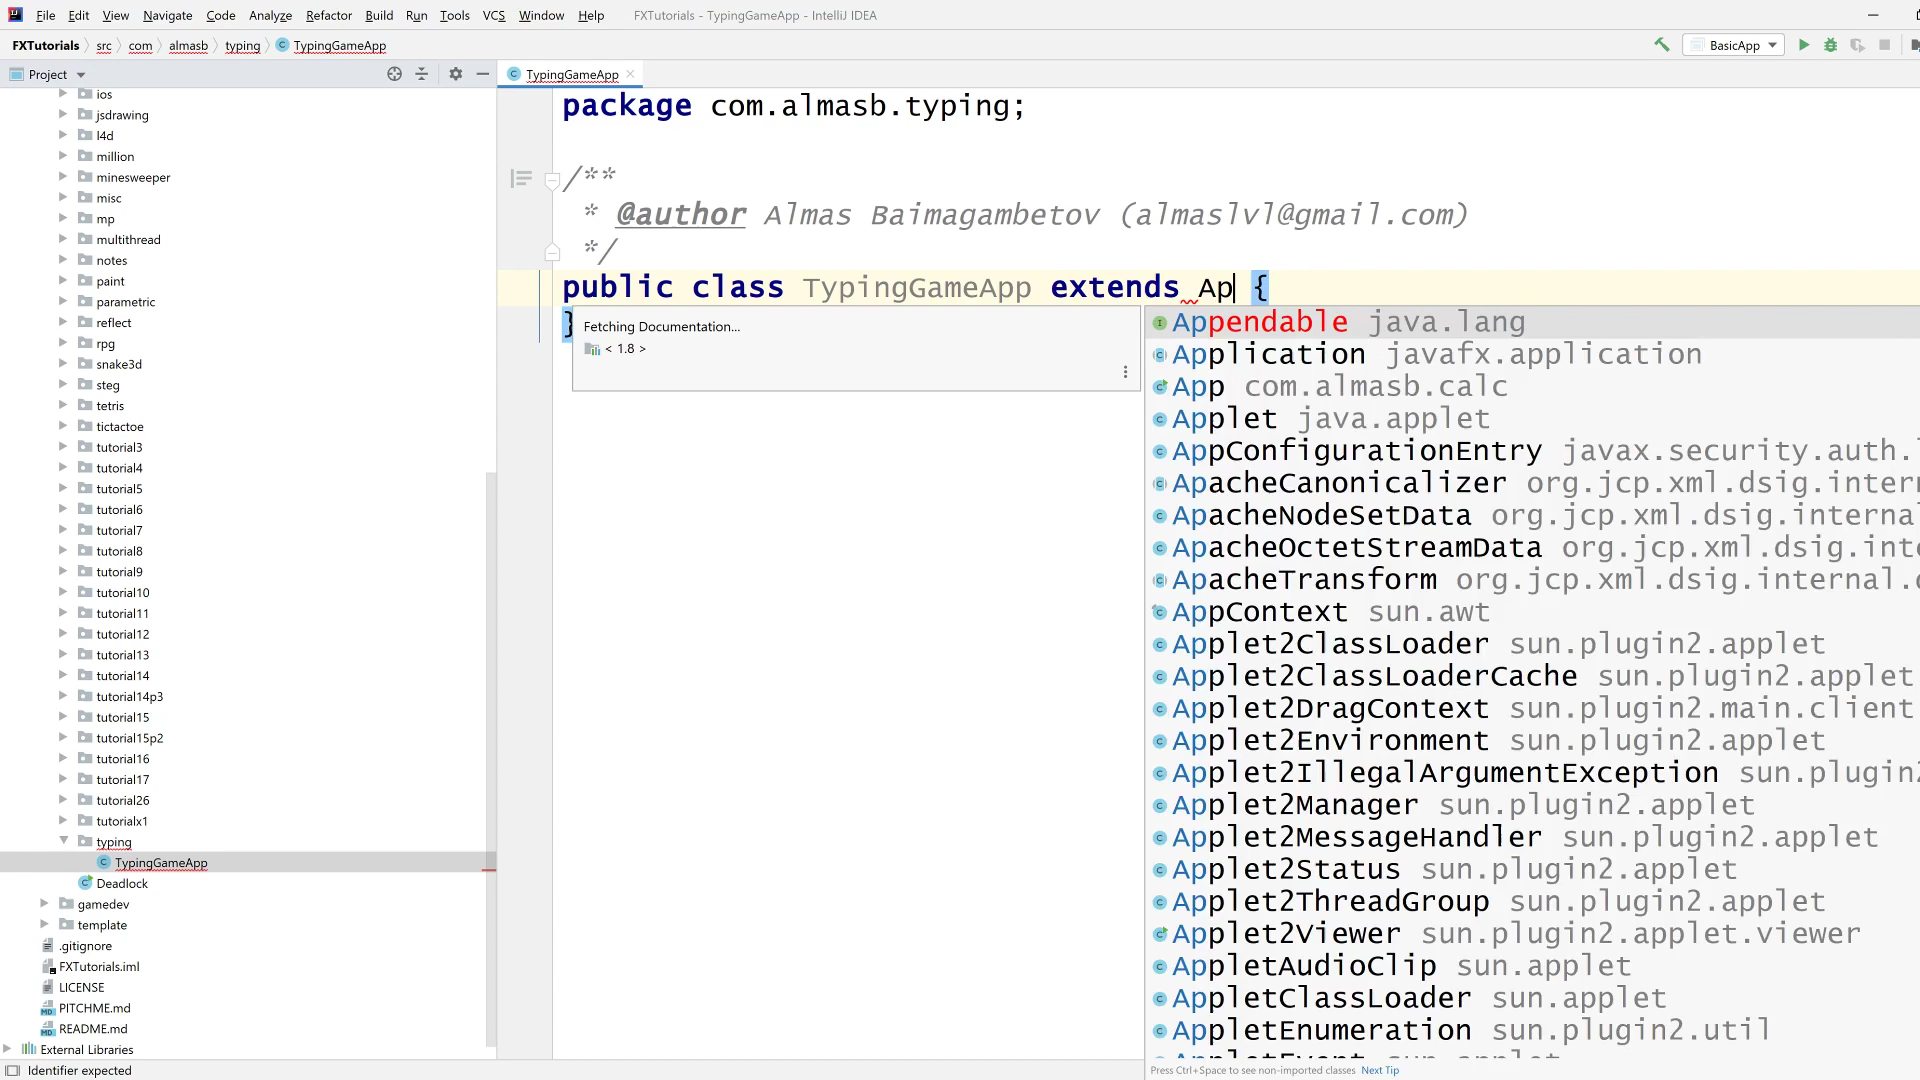 File Edit View Navigate Code Analyze Refactor Build Run Tools VCS Window Help FXTutorials - TypingGameApp - IntelliJ IDEA
FXTutorials src com almasb typing TypingGameApp BasicApp
Project TypingGameApp
ios
jsdrawing
l4d
million
minesweeper
misc
mp
multithread
notes
paint
parametric
reflect
rpg
snake3d
steg
tetris
tictactoe
tutorial3
tutorial4
tutorial5
tutorial6
tutorial7
tutorial8
tutorial9
tutorial10
tutorial11
tutorial12
tutorial13
tutorial14
tutorial14p3
tutorial15
tutorial15p2
tutorial16
tutorial17
tutorial26
tutorialx1
typing
TypingGameApp
Deadlock
gamedev
template
.gitignore
FXTutorials.iml
LICENSE
PITCHME.md
README.md
External Libraries
package com.almasb.typing;
/**
* @author Almas Baimagambetov (almaslvl@gmail.com)
*/
public class TypingGameApp extends Ap {
}
Fetching Documentation...
< 1.8 >
Appendable java.lang
Application javafx.application
App com.almasb.calc
Applet java.applet
AppConfigurationEntry javax.security.auth.
ApacheCanonicalizer org.jcp.xml.dsig.inter
ApacheNodeSetData org.jcp.xml.dsig.interna
ApacheOctetStreamData org.jcp.xml.dsig.int
ApacheTransform org.jcp.xml.dsig.internal.
AppContext sun.awt
Applet2ClassLoader sun.plugin2.applet
Applet2ClassLoaderCache sun.plugin2.applet
Applet2DragContext sun.plugin2.main.client
Applet2Environment sun.plugin2.applet
Applet2IllegalArgumentException sun.plugin
Applet2Manager sun.plugin2.applet
Applet2MessageHandler sun.plugin2.applet
Applet2Status sun.plugin2.applet
Applet2ThreadGroup sun.plugin2.applet
Applet2Viewer sun.plugin2.applet.viewer
AppletAudioClip sun.applet
AppletClassLoader sun.applet
AppletEnumeration sun.plugin2.util
AppletEvent sun.applet
Press Ctrl+Space to see non-imported classes Next Tip
Identifier expected